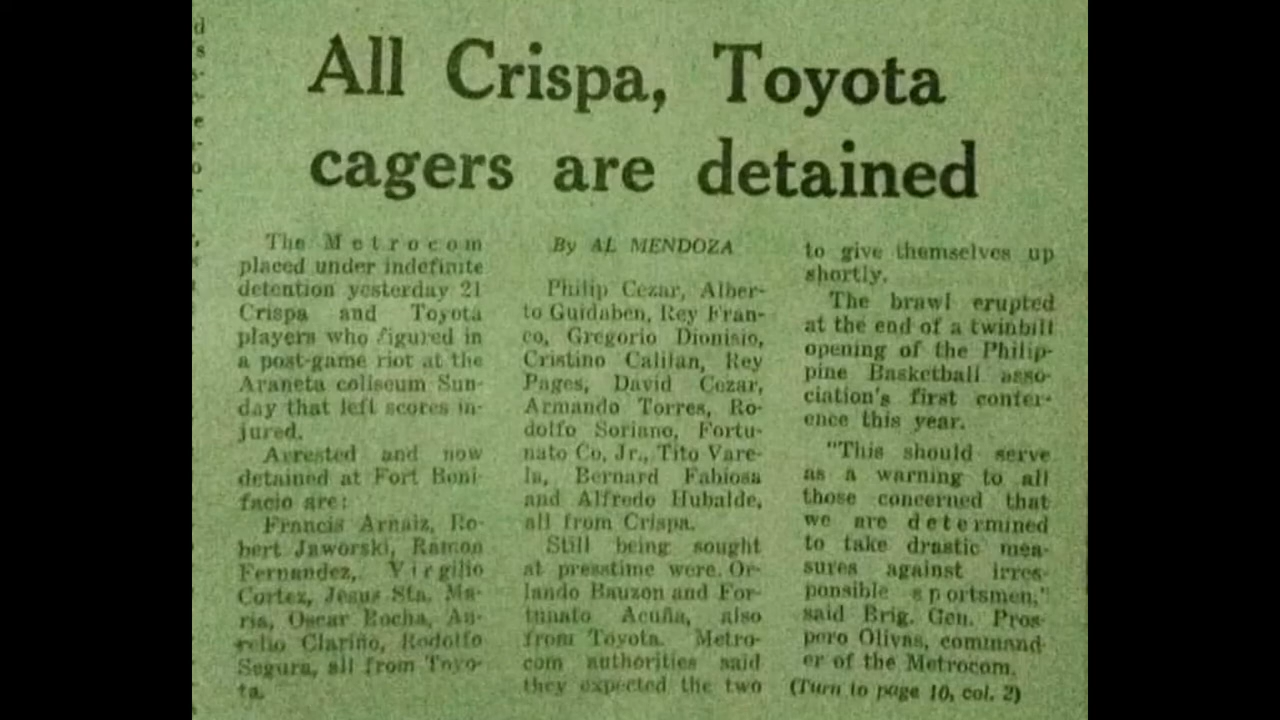 All Crispa, Toyota
cagers are detained
The Metrocom
placed under indefinite
detention yesterday 21
Crispa and Toyota
players who figured in
a post-game riot at the
Araneta coliseum Sun-
day that left scores in-
jured.
Arrested and now
detained at Fort Boni-
facio are:
Francis Arnaiz, Ro-
bert Jaworski, Ramon
Fernandez, Virgilio
Cortez, Jesus Sta. Ma-
ria, Oscar Rocha, Au-
relio Clariño, Rodolfo
Segura, all from Toyo-
ta.
By AL MENDOZA
Philip Cezar, Alber-
to Guidaben, Rey Fran-
co, Gregorio Dionisio,
Cristino Calilan, Rey
Pages, David Cezar,
Armando Torres, Ro-
dolfo Soriano, Fortu-
nato Co, Jr., Tito Vare-
la, Bernard Fabiosa
and Alfredo Hubalde,
all from Crispa.
Still being sought
at presstime were. Or-
lando Bauzon and For-
tunato Acuña, also
from Toyota. Metro-
com authorities said
they expected the two
to give themselves up
shortly.
The brawl erupted
at the end of a twinbill
opening of the Philip-
pine Basketball asso-
ciation's first confer-
ence this year.
"This should serve
as a warning to all
those concerned that
we are determined
to take drastic mea-
sures against irres-
ponsible sportsmen,"
said Brig. Gen. Pros-
pero Olivas, command-
er of the Metrocom.
(Turn to page 10, col. 2)